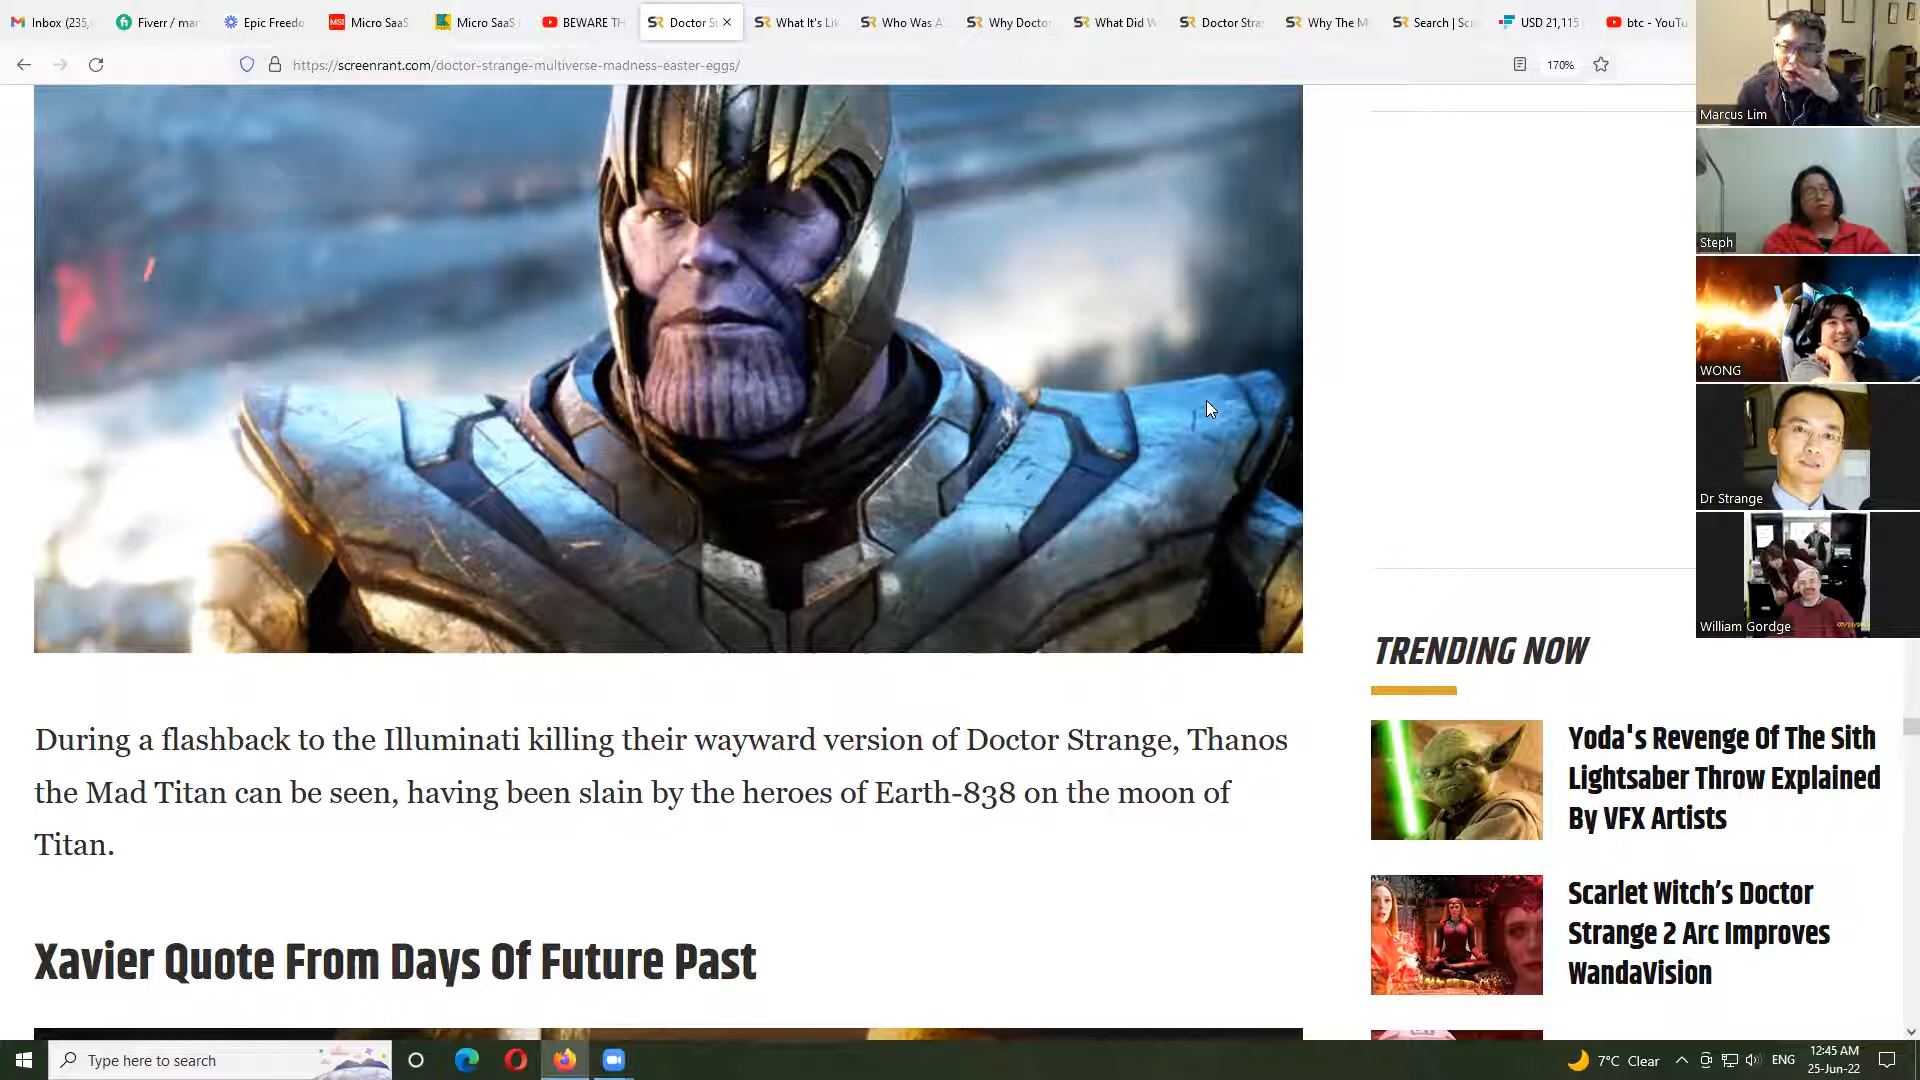 Inbox (235,
Fiverr / mar
Epic Freedo
Micro SaaS
Micro SaaS
BEWARE TH
Doctor St
What It's Lik
Who Was A
Why Doctor
What Did W
Doctor Stra
Why The M
Search | Scr
USD 21,115
btc - YouTu
https://screenrant.com/doctor-strange-multiverse-madness-easter-eggs/
170%
Marcus Lim
Steph
WONG
Dr Strange
William Gordge
TRENDING NOW
During a flashback to the Illuminati killing their wayward version of Doctor Strange, Thanos
the Mad Titan can be seen, having been slain by the heroes of Earth-838 on the moon of
Titan.
Yoda's Revenge Of The Sith
Lightsaber Throw Explained
By VFX Artists
Scarlet Witch’s Doctor
Strange 2 Arc Improves
WandaVision
Xavier Quote From Days Of Future Past
Type here to search
7°C Clear
ENG
12:45 AM
25-Jun-22